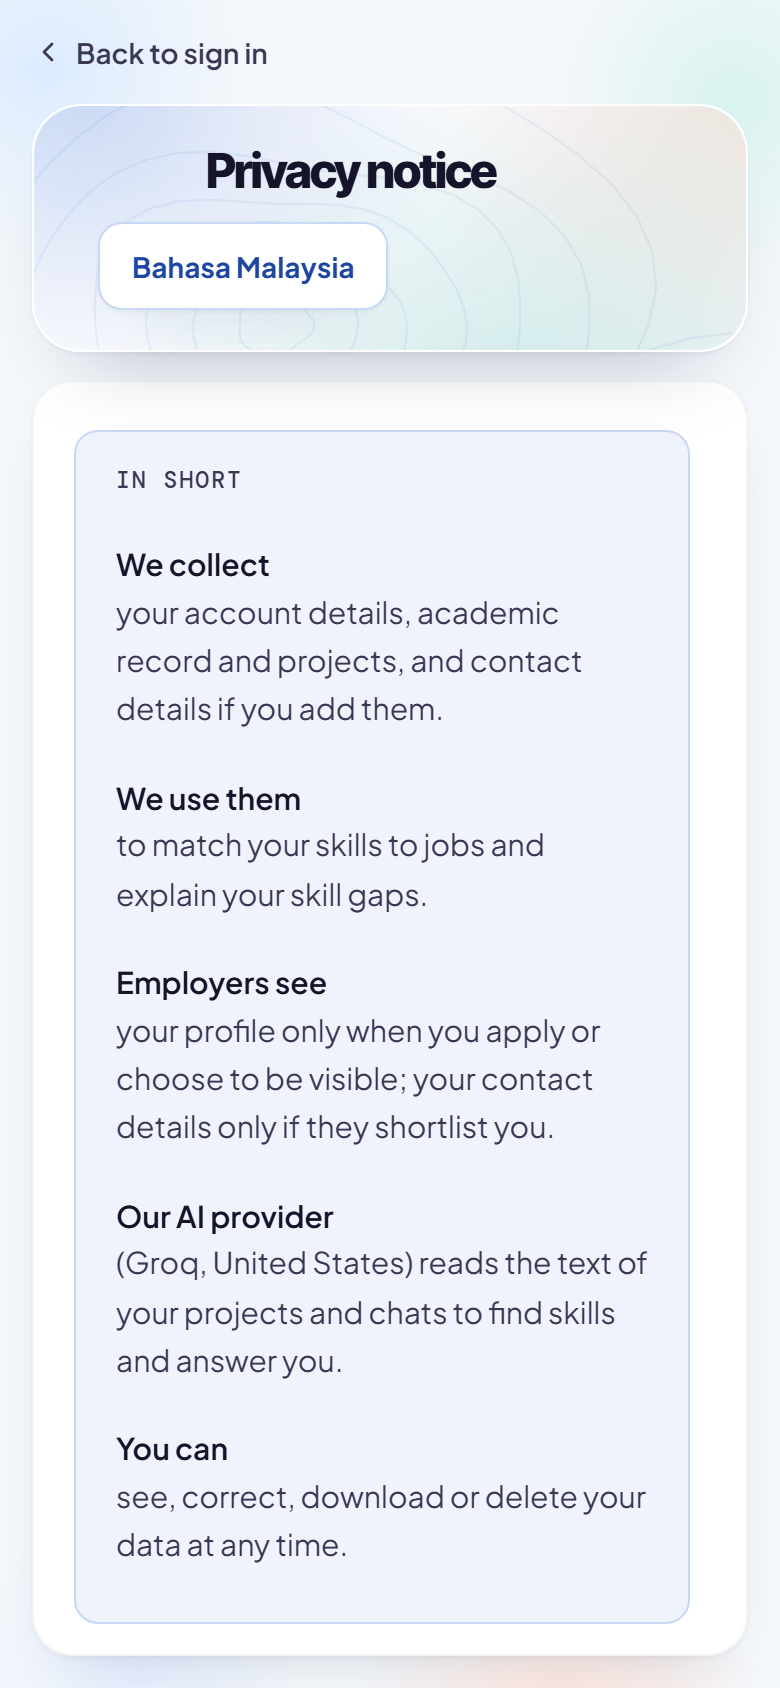 Back to sign in
Privacy notice
Bahasa Malaysia
IN SHORT
We collect
your account details, academic
record and projects, and contact
details if you add them.
We use them
to match your skills to jobs and
explain your skill gaps.
Employers see
your profile only when you apply or
choose to be visible; your contact
details only if they shortlist you.
Our AI provider
(Groq, United States) reads the text of
your projects and chats to find skills
and answer you.
You can
see, correct, download or delete your
data at any time.